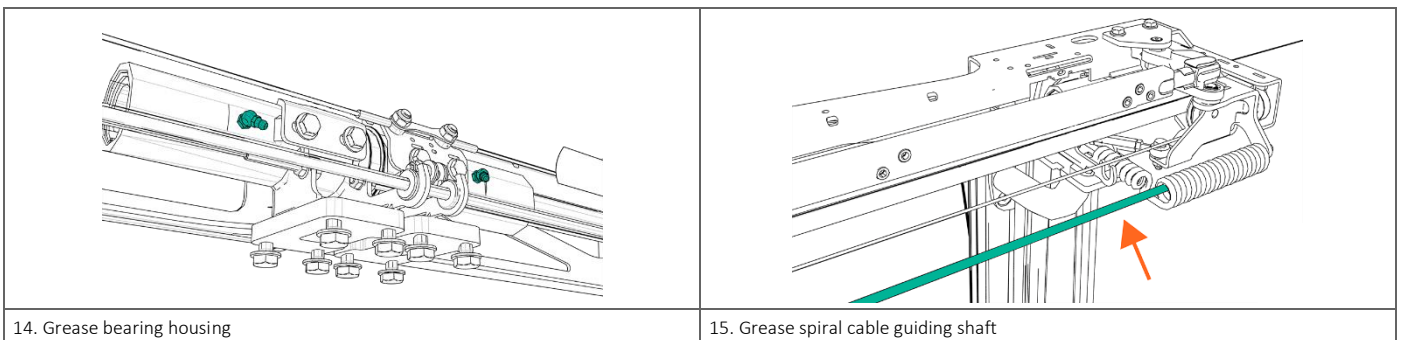 14. Grease bearing housing
15. Grease spiral cable guiding shaft